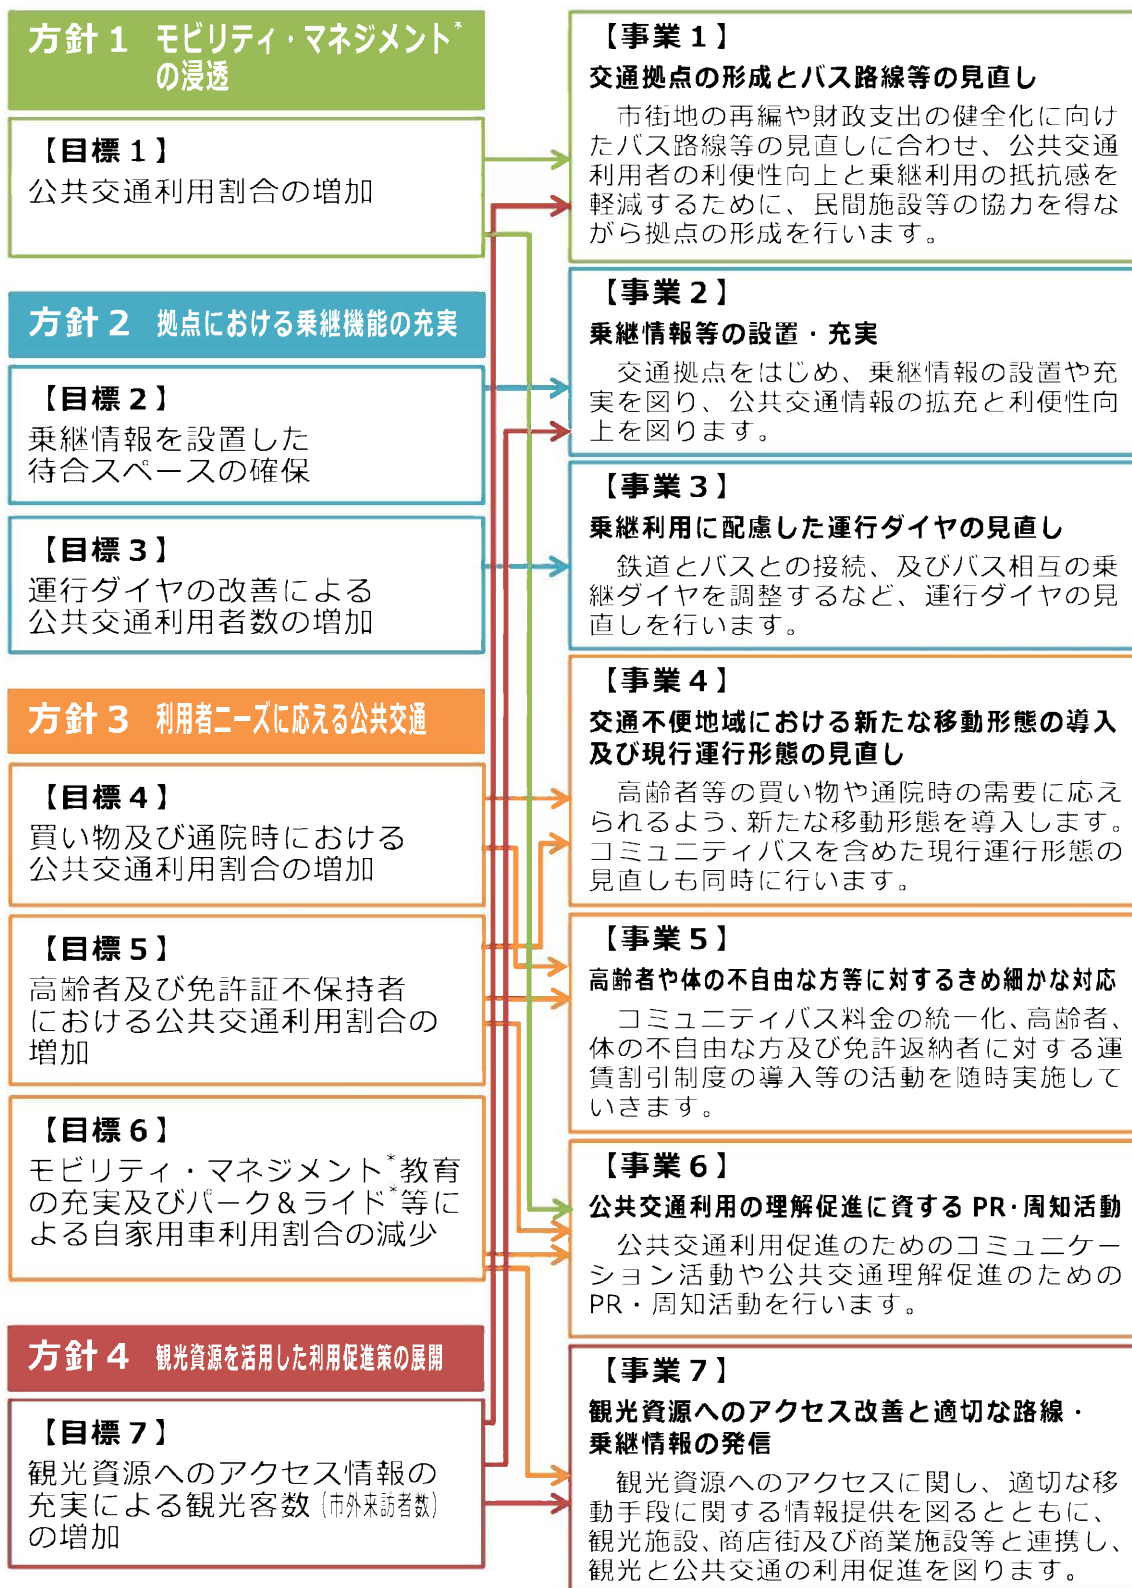 方針1 モビリティ・マネジメント*
の浸透
【目標1】
公共交通利用割合の増加
方針2 拠点における乗継機能の充実
【目標2】
乗継情報を設置した
待合スペースの確保
【目標3】
運行ダイヤの改善による
公共交通利用者数の増加
方針3 利用者ニーズに応える公共交通
【目標4】
買い物及び通院時における
公共交通利用割合の増加
【目標5】
高齢者及び免許証不保持者
における公共交通利用割合の
増加
【目標6】
モビリティ・マネジメント*教育
の充実及びパーク&ライド*等に
よる自家用車利用割合の減少
方針4 観光資源を活用した利用促進策の展開
【目標7】
観光資源へのアクセス情報の
充実による観光客数(市外来訪者数)
の増加
【事業1】
交通拠点の形成とバス路線等の見直し
市街地の再編や財政支出の健全化に向け
たバス路線等の見直しに合わせ、公共交通
利用者の利便性向上と乗継利用の抵抗感を
軽減するために、民間施設等の協力を得な
がら拠点の形成を行います。
【事業2】
乗継情報等の設置・充実
交通拠点をはじめ、乗継情報の設置や充
実を図り、公共交通情報の拡充と利便性向
上を図ります。
【事業3】
乗継利用に配慮した運行ダイヤの見直し
鉄道とバスとの接続、及びバス相互の乗
継ダイヤを調整するなど、運行ダイヤの見
直しを行います。
【事業4】
交通不便地域における新たな移動形態の導入
及び現行運行形態の見直し
高齢者等の買い物や通院時の需要に応え
られるよう、新たな移動形態を導入します。
コミュニティバスを含めた現行運行形態の
見直しも同時に行います。
【事業5】
高齢者や体の不自由な方等に対するきめ細かな対応
コミュニティバス料金の統一化、高齢者、
体の不自由な方及び免許返納者に対する運
賃割引制度の導入等の活動を随時実施して
いきます。
【事業6】
公共交通利用の理解促進に資するPR・周知活動
公共交通利用促進のためのコミュニケー
ション活動や公共交通理解促進のための
PR・周知活動を行います。
【事業7】
観光資源へのアクセス改善と適切な路線・
乗継情報の発信
観光資源へのアクセスに関し、適切な移
動手段に関する情報提供を図るとともに、
観光施設、商店街及び商業施設等と連携し、
観光と公共交通の利用促進を図ります。